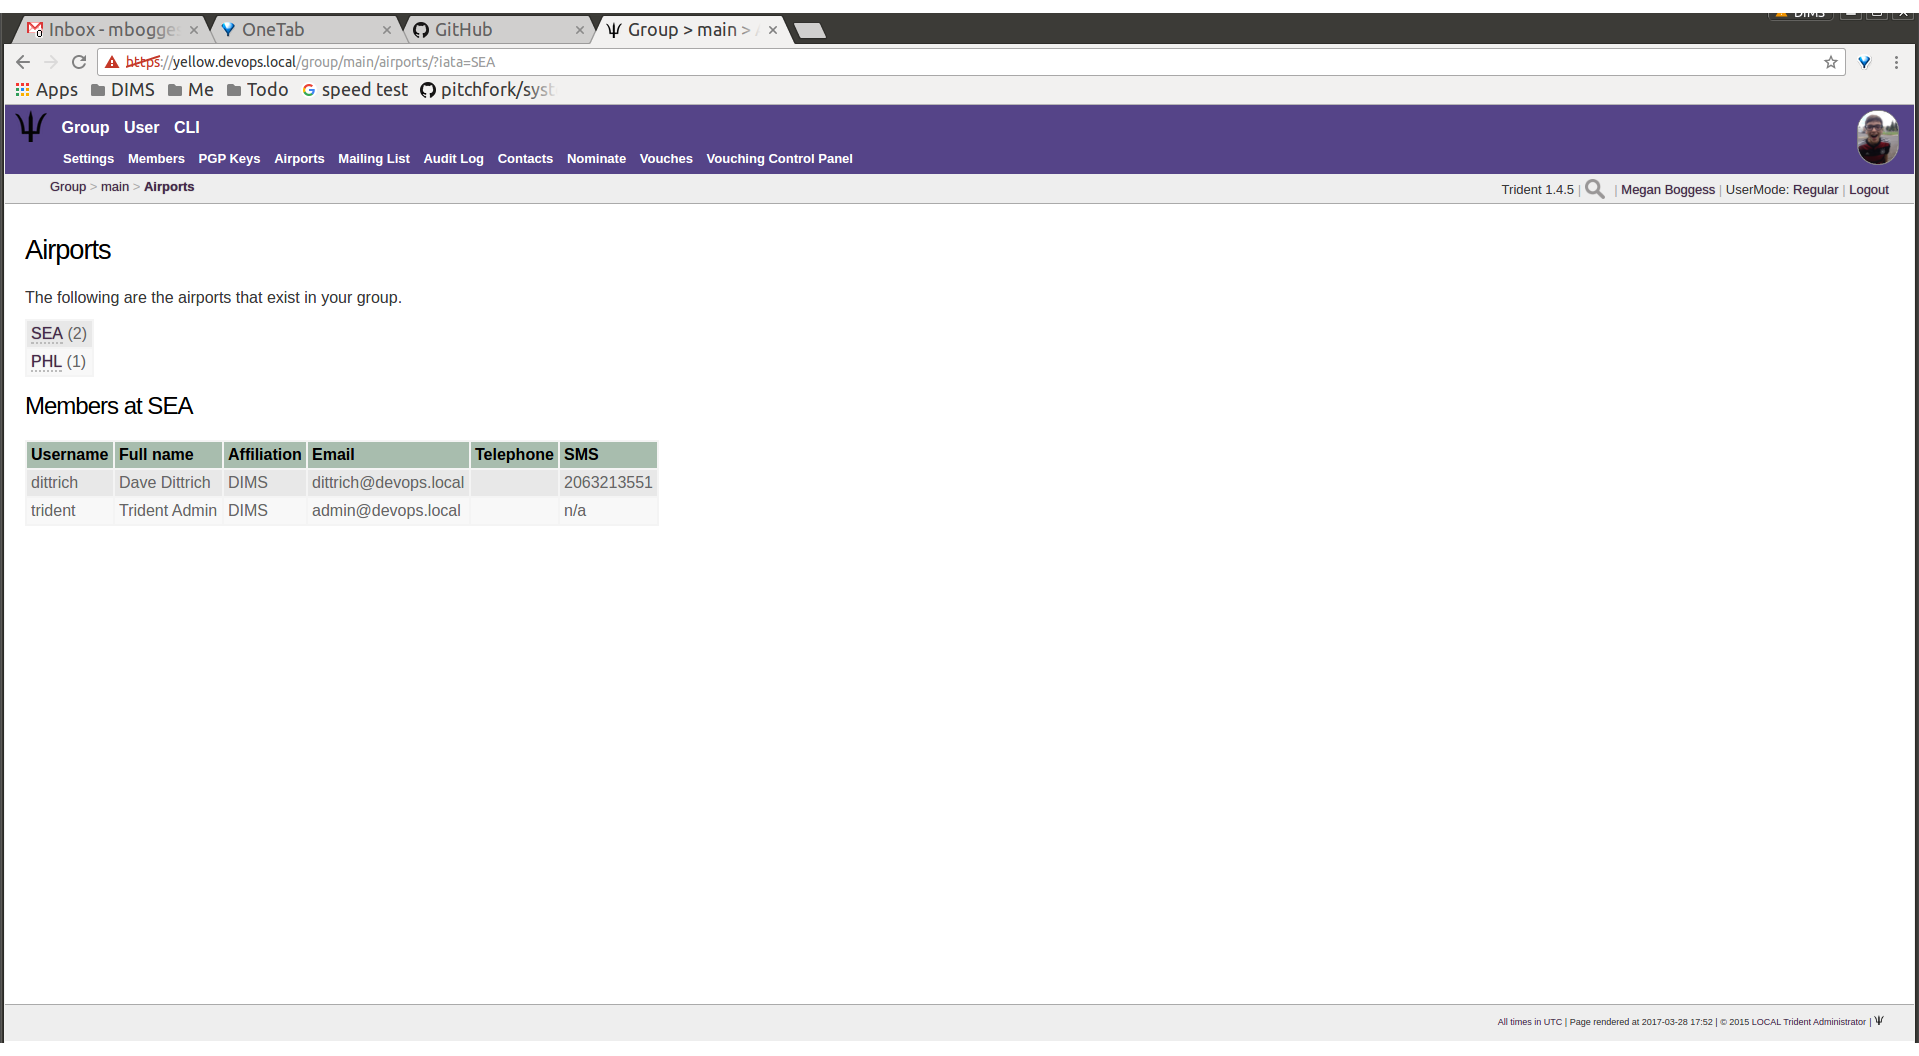 DIMS
Inbox - mbogge
OneTab
GitHub
Group > main >
https://yellow.devops.local/group/main/airports/?iata=SEA
Apps DIMS Me Todo speed test pitchfork/syst
Group User CLI
Settings Members PGP Keys Airports Mailing List Audit Log Contacts Nominate Vouches Vouching Control Panel
Group > main > Airports
Trident 1.4.5 | | Megan Boggess | UserMode: Regular | Logout
Airports
The following are the airports that exist in your group.
SEA (2)
PHL (1)
Members at SEA
Username Full name Affiliation Email Telephone SMS
dittrich Dave Dittrich DIMS dittrich@devops.local 2063213551
trident Trident Admin DIMS admin@devops.local n/a
All times in UTC | Page rendered at 2017-03-28 17:52 | © 2015 LOCAL Trident Administrator |